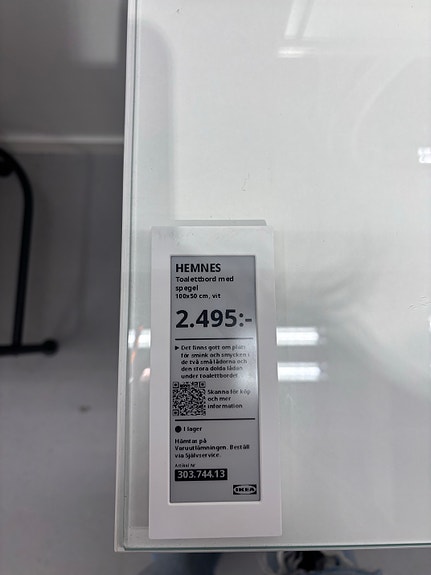 HEMNES
Toalettbord med
spegel
100x50 cm, vit
2.495:-
▶ Det finns gott om plats
för smink och smycken i
de två små lådorna och
den stora dolda lådan
under toalettbordet.
Skanna för köp
och mer
information.
● I lager
Hämtas på
Varuutlämningen. Beställ
via Självservice.
Artikel Nr
303.744.13
IKEA